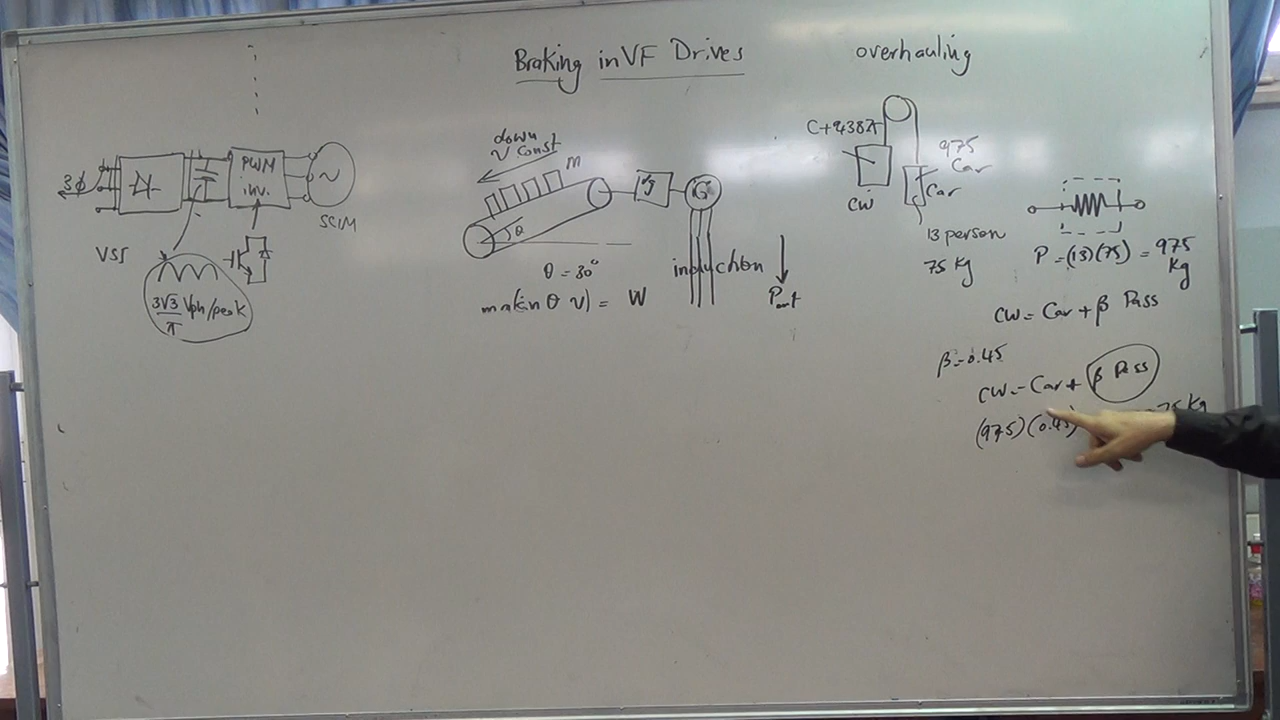 Braking in VF Drives
overhauling
3φ
PWM
inv.
SCIM
VSI
3√3/π Vph/peak
down
v const
m
θ
θ = 30°
G
induction
Pout
W
CW
975
Car
Car
13 person
75 Kg
P = (13)(75) = 975
Kg
CW = Car + β Pass
β = 0.45
CW = Car + β Pass
(975)(0.45)
Kg